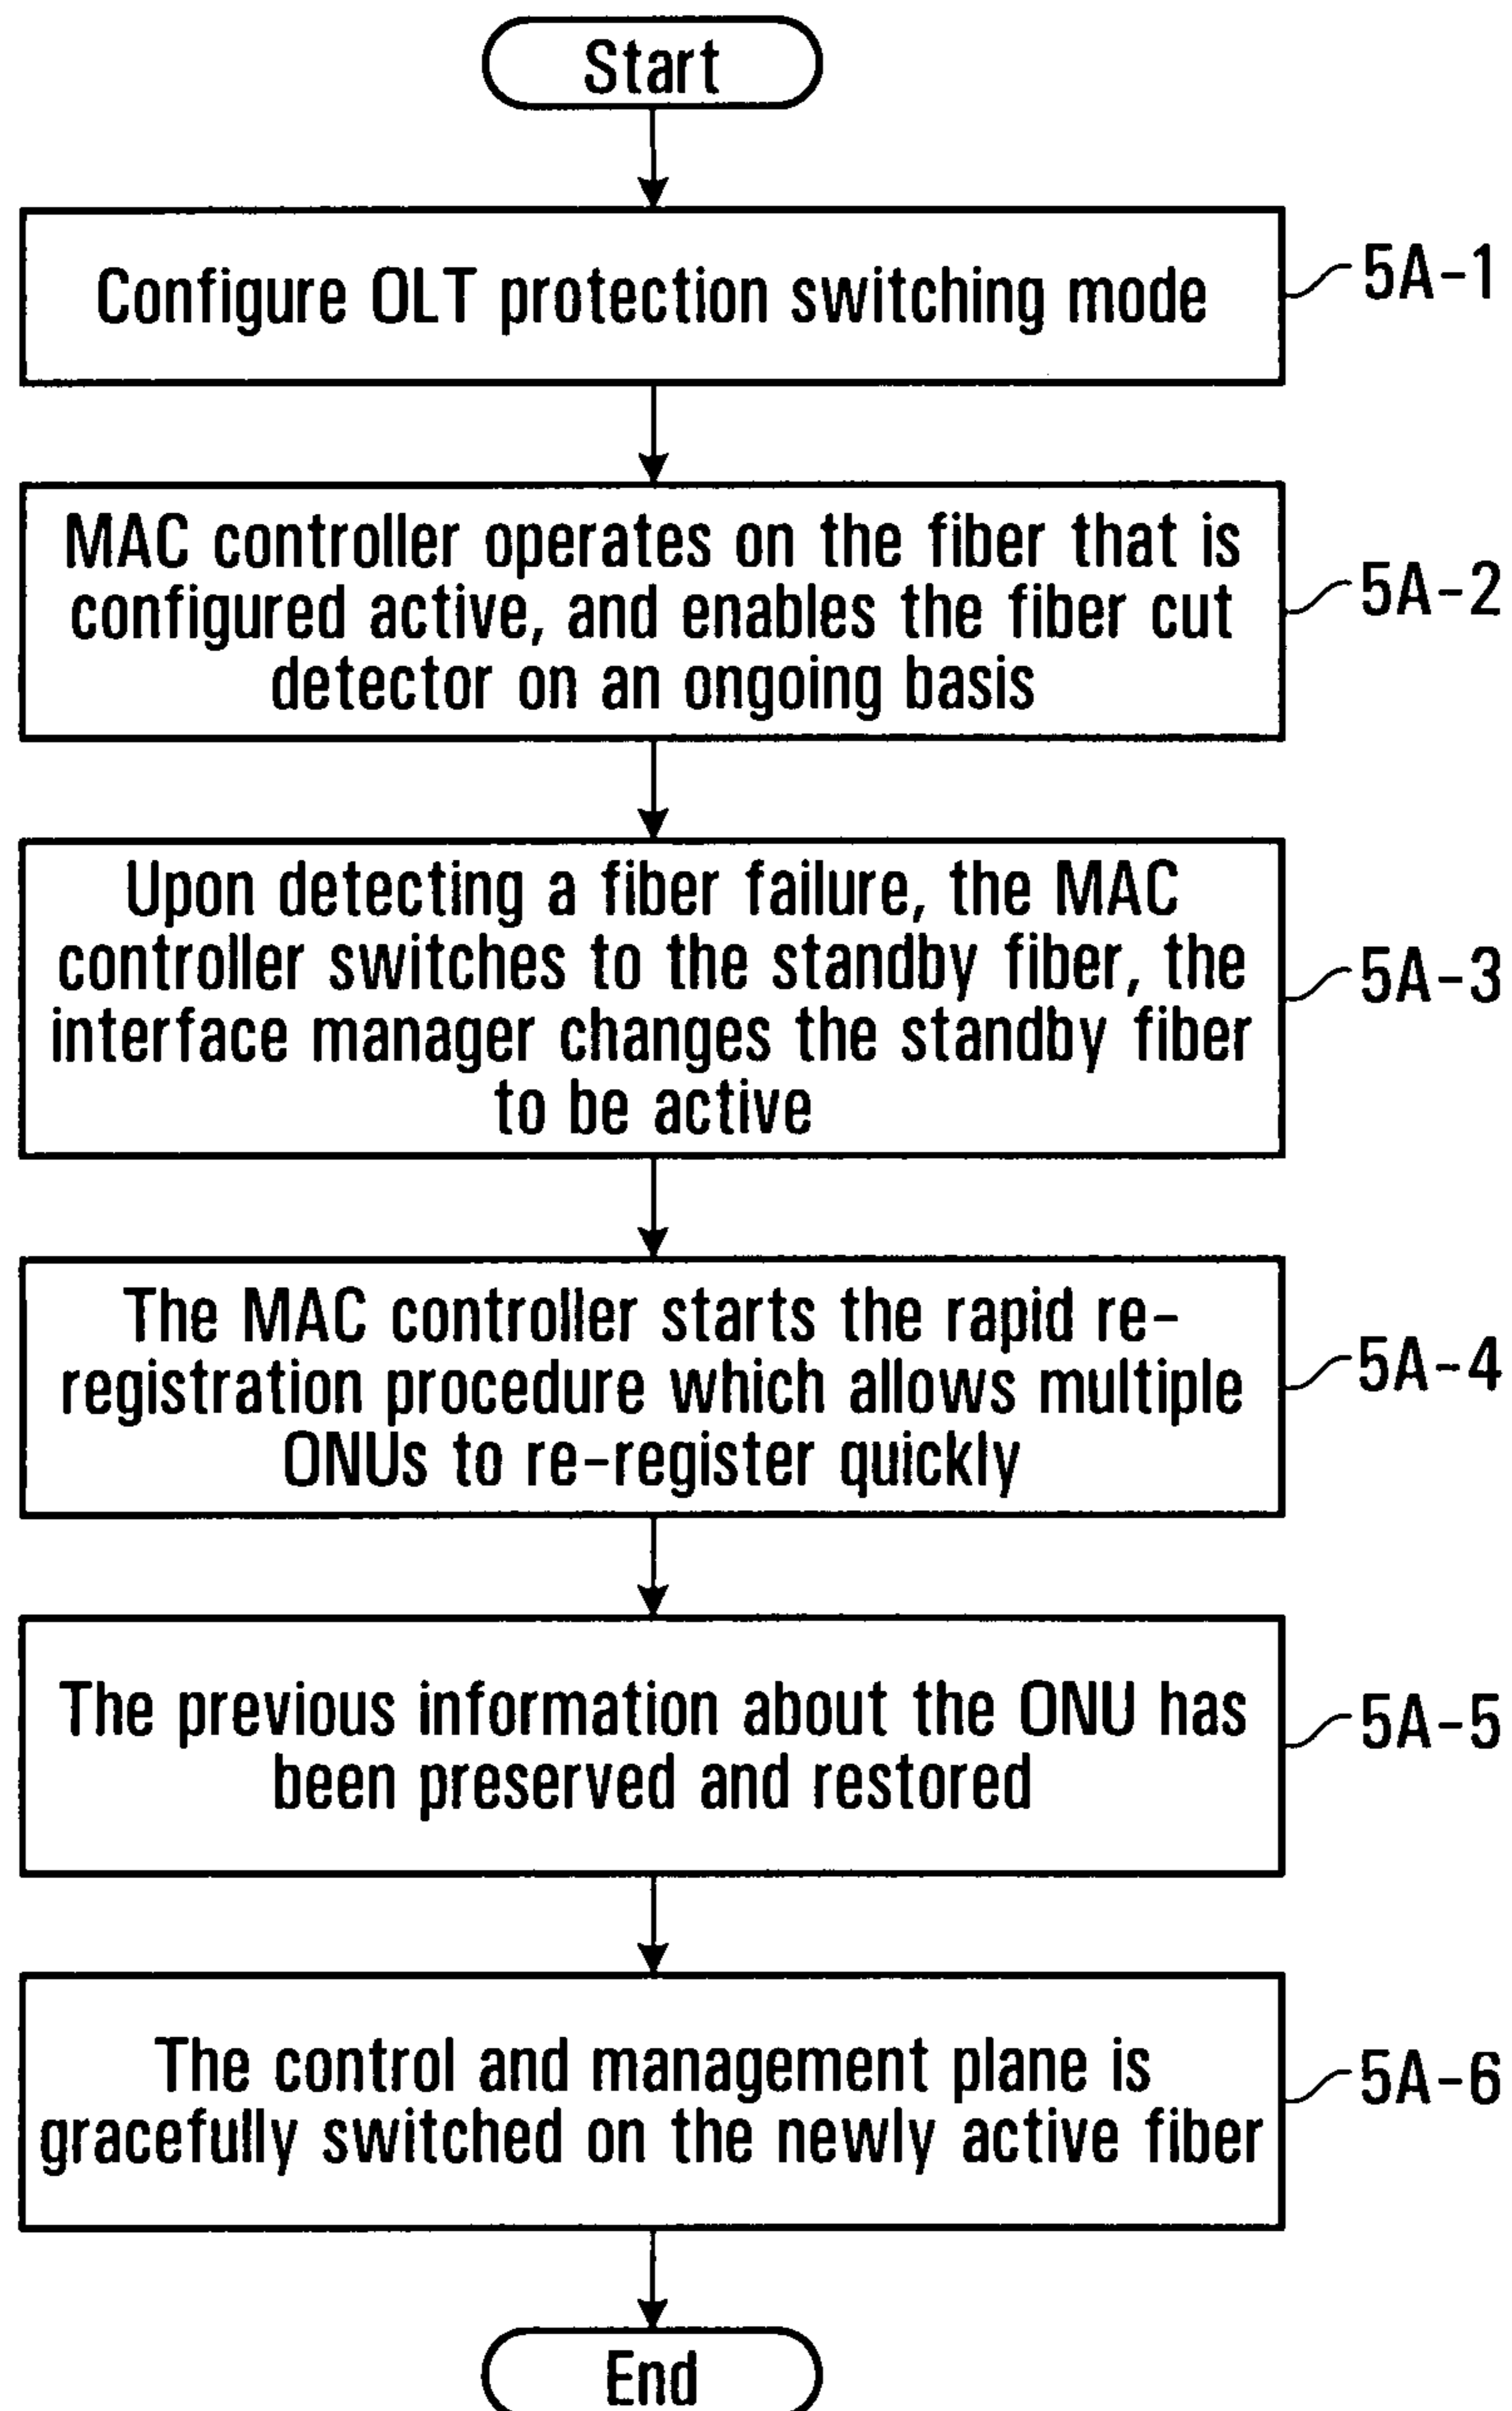 Start
Configure OLT protection switching mode
5A-1
MAC controller operates on the fiber that is
configured active, and enables the fiber cut
detector on an ongoing basis
5A-2
Upon detecting a fiber failure, the MAC
controller switches to the standby fiber, the
interface manager changes the standby fiber
to be active
5A-3
The MAC controller starts the rapid re-
registration procedure which allows multiple
ONUs to re-register quickly
5A-4
The previous information about the ONU has
been preserved and restored
5A-5
The control and management plane is
gracefully switched on the newly active fiber
5A-6
End